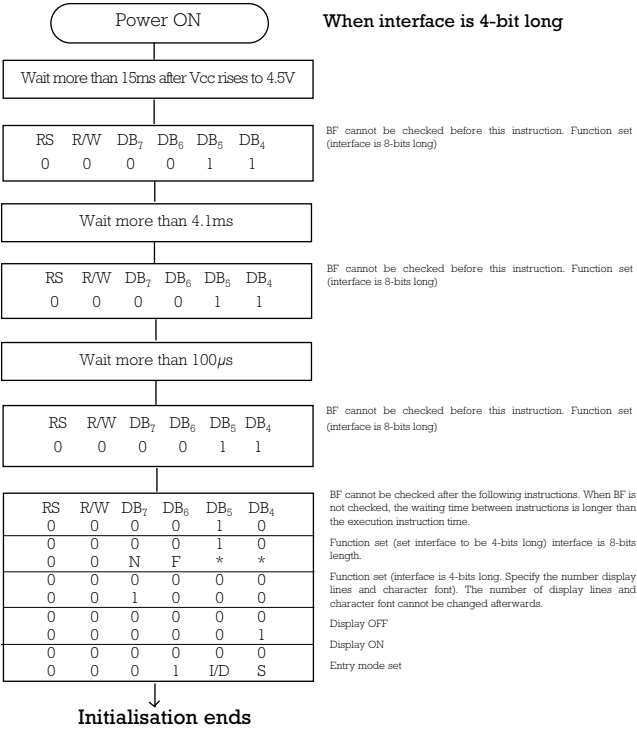 Power ON
When interface is 4-bit long
Wait more than 15ms after Vcc rises to 4.5V
RS R/W DB7 DB6 DB5 DB4
0 0 0 0 1 1
BF cannot be checked before this instruction. Function set
(interface is 8-bits long)
Wait more than 4.1ms
RS R/W DB7 DB6 DB5 DB4
0 0 0 0 1 1
BF cannot be checked before this instruction. Function set
(interface is 8-bits long)
Wait more than 100µs
RS R/W DB7 DB6 DB5 DB4
0 0 0 0 1 1
BF cannot be checked before this instruction. Function set
(interface is 8-bits long)
RS R/W DB7 DB6 DB5 DB4
0 0 0 0 1 0
0 0 0 0 1 0
0 0 N F * *
0 0 0 0 0 0
0 0 1 0 0 0
0 0 0 0 0 0
0 0 0 0 0 1
0 0 0 0 0 0
0 0 0 1 I/D S
BF cannot be checked after the following instructions. When BF is
not checked, the waiting time between instructions is longer than
the execution instruction time.
Function set (set interface to be 4-bits long) interface is 8-bits
length.
Function set (interface is 4-bits long. Specify the number display
lines and character font). The number of display lines and
character font cannot be changed afterwards.
Display OFF
Display ON
Entry mode set
Initialisation ends